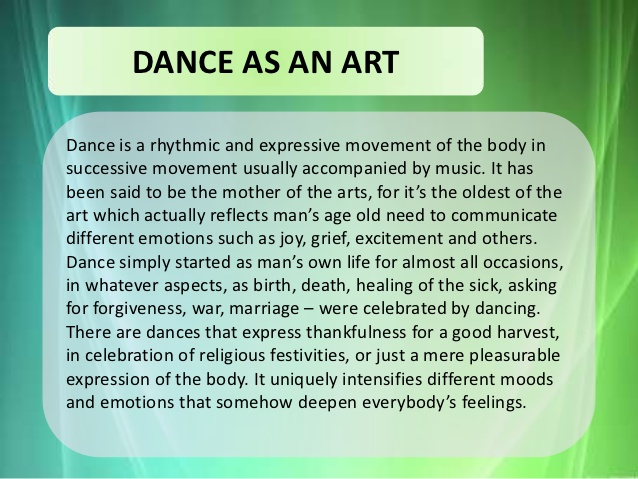 DANCE AS AN ART
Dance is a rhythmic and expressive movement of the body in
successive movement usually accompanied by music. It has
been said to be the mother of the arts, for it’s the oldest of the
art which actually reflects man’s age old need to communicate
different emotions such as joy, grief, excitement and others.
Dance simply started as man’s own life for almost all occasions,
in whatever aspects, as birth, death, healing of the sick, asking
for forgiveness, war, marriage – were celebrated by dancing.
There are dances that express thankfulness for a good harvest,
in celebration of religious festivities, or just a mere pleasurable
expression of the body. It uniquely intensifies different moods
and emotions that somehow deepen everybody’s feelings.